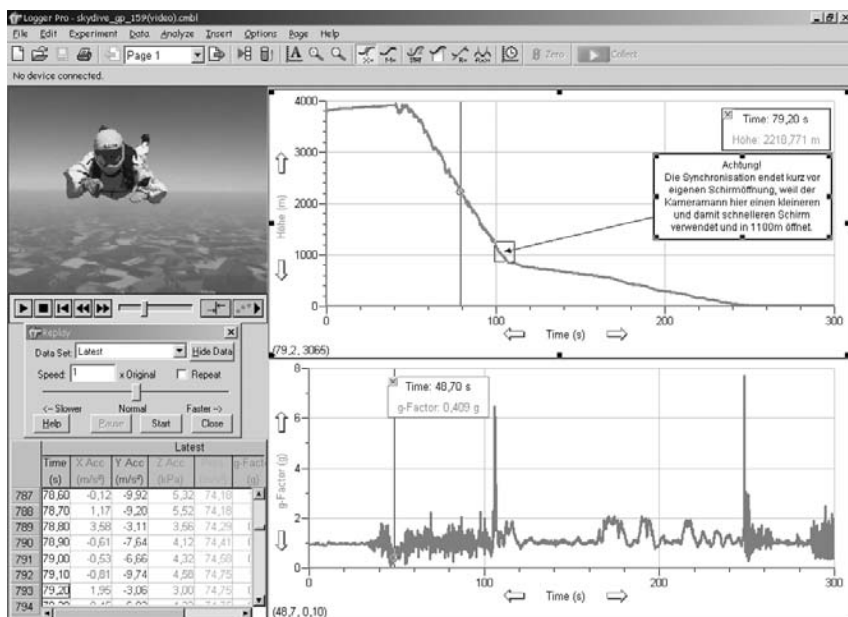 Logger Pro - skydive_gp_159(video).cmbl
File Edit Experiment Data Analyze Insert Options Page Help
Page 1
Zero Collect
No device connected.
4000
3000
2000
1000
0
Höhe (m)
Time: 79,20 s
Höhe: 2218,771 m
Achtung!
Die Synchronisation endet kurz vor
eigenen Schirmöffnung, weil der
Kameramann hier einen kleineren
und damit schnelleren Schirm
verwendet und in 1100m öffnet.
0 100 200 300
Time (s)
(79,2, 3065)
Replay
Data Set: Latest Hide Data
Speed: 1 x Original Repeat
<-- Slower Normal Faster -->
Help Pause Start Close
8
6
4
2
0
g-Factor (g)
Time: 48,70 s
g-Factor: 0,409 g
0 100 200 300
Time (s)
(48,7, 0,10)
Latest
Time X Acc Y Acc Z Acc g-Fact
(s) (m/s²) (m/s²) (kPa) (g)
787 78,60 -0,12 -9,92 5,32 74,18
788 78,70 1,17 -9,20 5,52 74,18
789 78,80 3,58 -3,11 3,66 74,29
790 78,90 -0,61 -7,64 4,12 74,41
791 79,00 -0,53 -6,66 4,32 74,58
792 79,10 -0,81 -9,74 4,58 74,75
793 79,20 1,95 -3,06 3,00 74,75
794